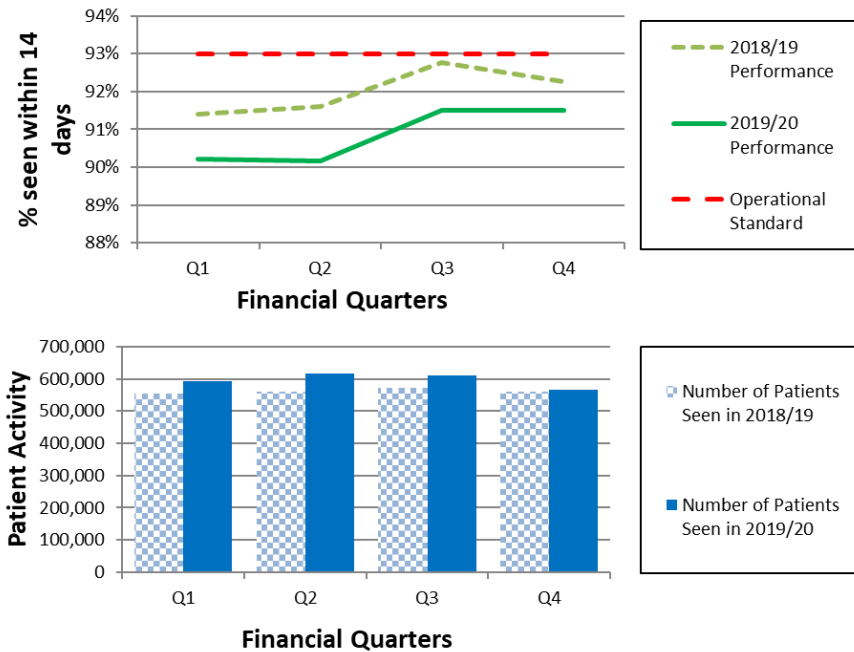 94%
93%
92%
91%
90%
89%
88%
% seen within 14
days
Q1 Q2 Q3 Q4
Financial Quarters
2018/19
Performance
2019/20
Performance
Operational
Standard
700,000
600,000
500,000
400,000
300,000
200,000
100,000
0
Patient Activity
Q1 Q2 Q3 Q4
Financial Quarters
Number of Patients
Seen in 2018/19
Number of Patients
Seen in 2019/20